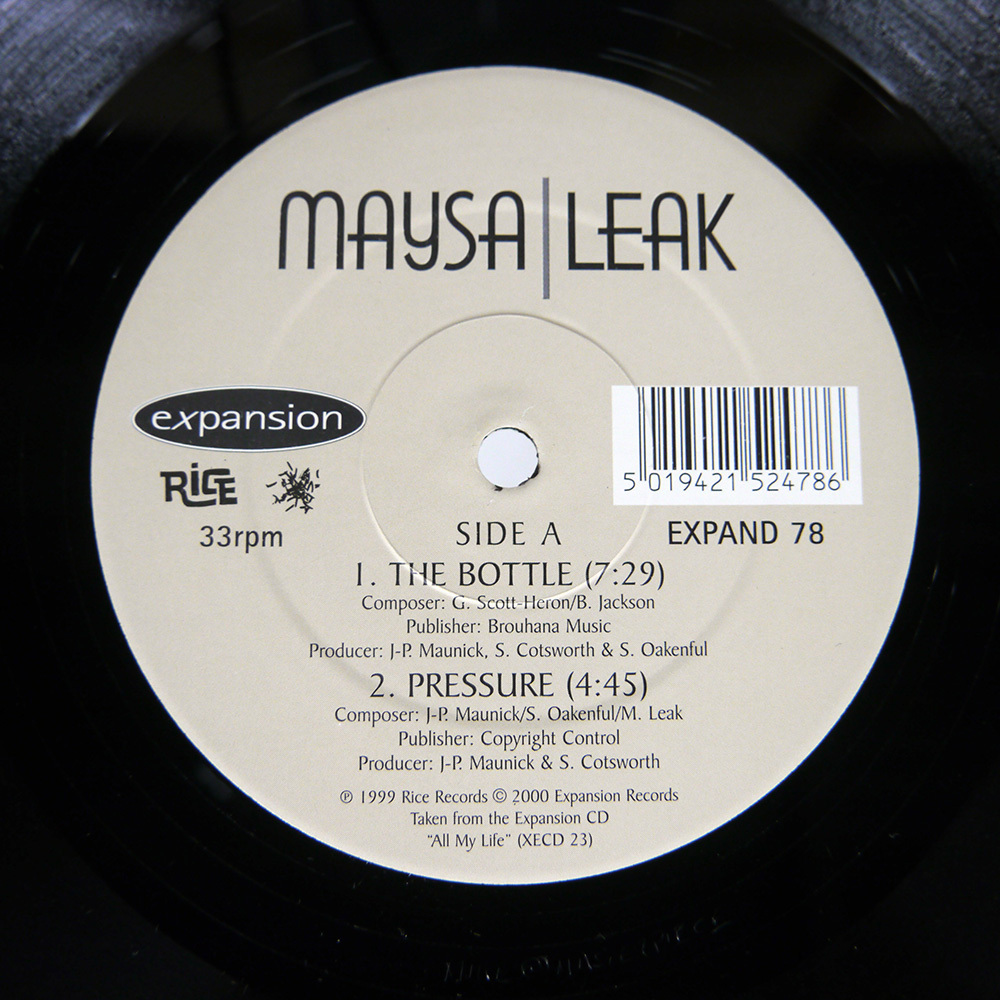 MAYSA | LEAK
expansion
RICE
33rpm
5 019421 524786
EXPAND 78
SIDE A
1. THE BOTTLE (7:29)
Composer: G. Scott-Heron/B. Jackson
Publisher: Brouhana Music
Producer: J-P. Maunick, S. Cotsworth & S. Oakenful
2. PRESSURE (4:45)
Composer: J-P. Maunick/S. Oakenful/M. Leak
Publisher: Copyright Control
Producer: J-P. Maunick & S. Cotsworth
℗ 1999 Rice Records © 2000 Expansion Records
Taken from the Expansion CD
“All My Life” (XECD 23)